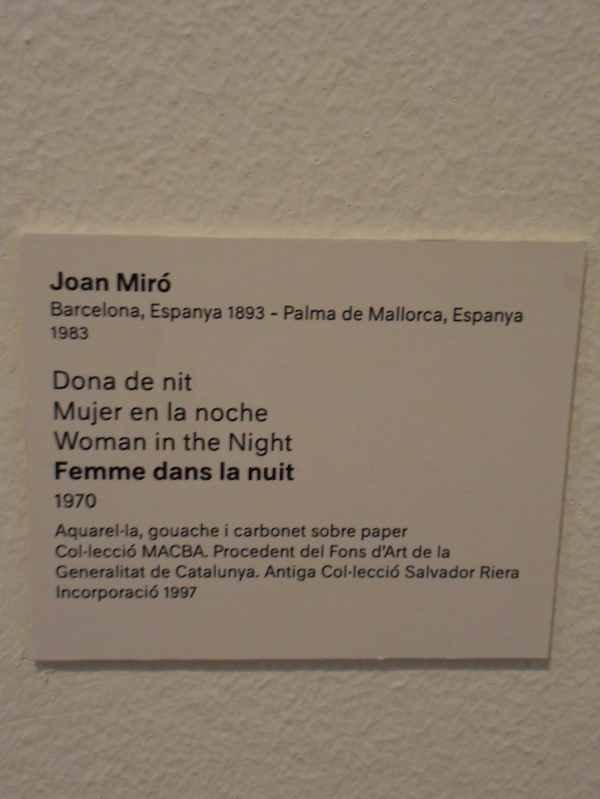 Joan Miró
Barcelona, Espanya 1893 - Palma de Mallorca, Espanya
1983
Dona de nit
Mujer en la noche
Woman in the Night
Femme dans la nuit
1970
Aquarel·la, gouache i carbonet sobre paper
Col·lecció MACBA. Procedent del Fons d'Art de la
Generalitat de Catalunya. Antiga Col·lecció Salvador Riera
Incorporació 1997